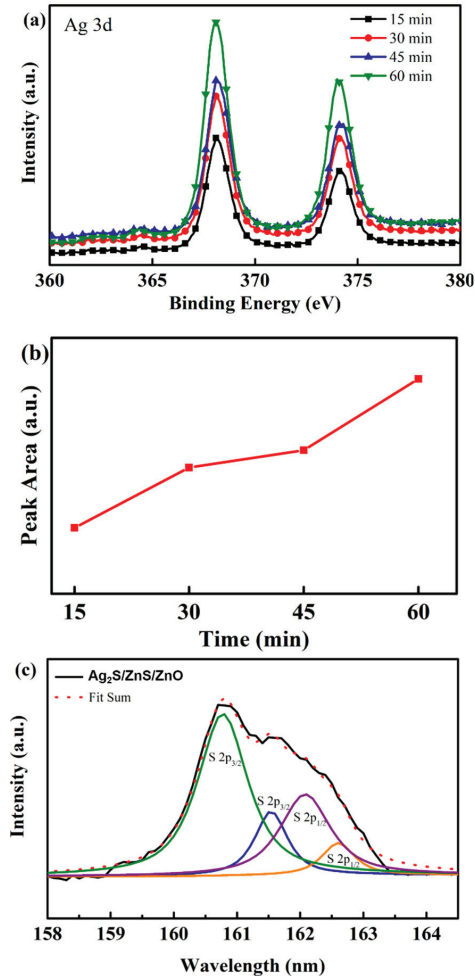 (a)
Ag 3d
15 min
30 min
45 min
60 min
Intensity (a.u.)
360 365 370 375 380
Binding Energy (eV)
(b)
Peak Area (a.u.)
15 30 45 60
Time (min)
(c)
Ag₂S/ZnS/ZnO
Fit Sum
Intensity (a.u.)
S 2p₃/₂
S 2p₃/₂
S 2p₁/₂
S 2p₁/₂
158 159 160 161 162 163 164
Wavelength (nm)